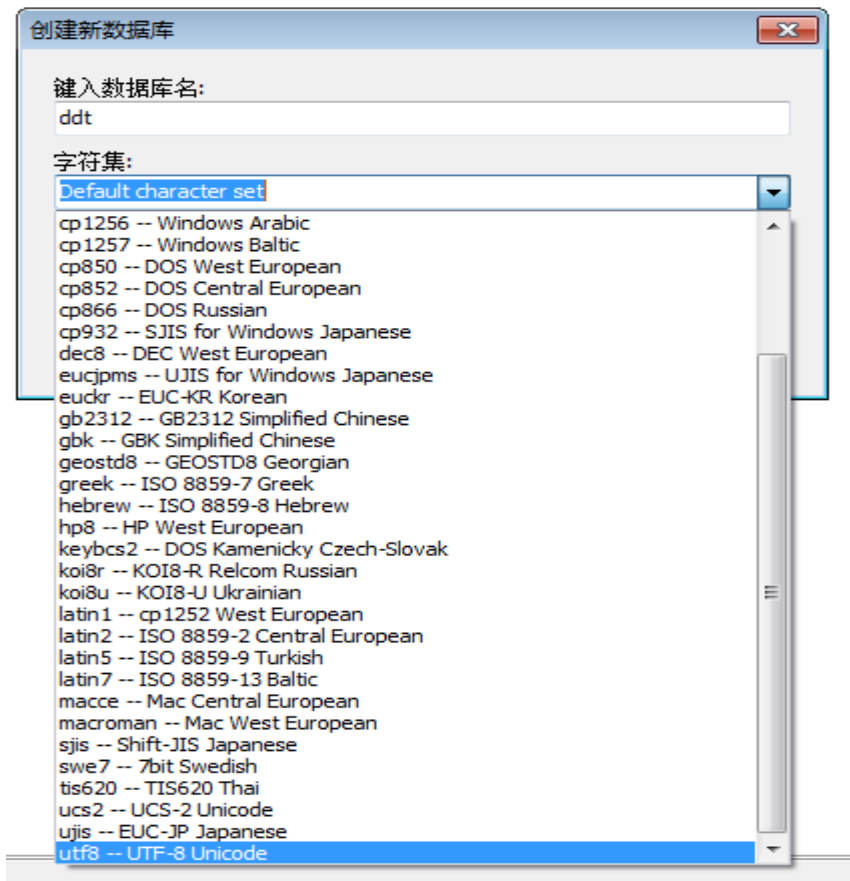 创建新数据库
键入数据库名:
ddt
字符集:
Default character set
cp1256 -- Windows Arabic
cp1257 -- Windows Baltic
cp850 -- DOS West European
cp852 -- DOS Central European
cp866 -- DOS Russian
cp932 -- SJIS for Windows Japanese
dec8 -- DEC West European
eucjpms -- UJIS for Windows Japanese
euckr -- EUC-KR Korean
gb2312 -- GB2312 Simplified Chinese
gbk -- GBK Simplified Chinese
geostd8 -- GEOSTD8 Georgian
greek -- ISO 8859-7 Greek
hebrew -- ISO 8859-8 Hebrew
hp8 -- HP West European
keybcs2 -- DOS Kamenicky Czech-Slovak
koi8r -- KOI8-R Relcom Russian
koi8u -- KOI8-U Ukrainian
latin1 -- cp1252 West European
latin2 -- ISO 8859-2 Central European
latin5 -- ISO 8859-9 Turkish
latin7 -- ISO 8859-13 Baltic
macce -- Mac Central European
macroman -- Mac West European
sjis -- Shift-JIS Japanese
swe7 -- 7bit Swedish
tis620 -- TIS620 Thai
ucs2 -- UCS-2 Unicode
ujis -- EUC-JP Japanese
utf8 -- UTF-8 Unicode